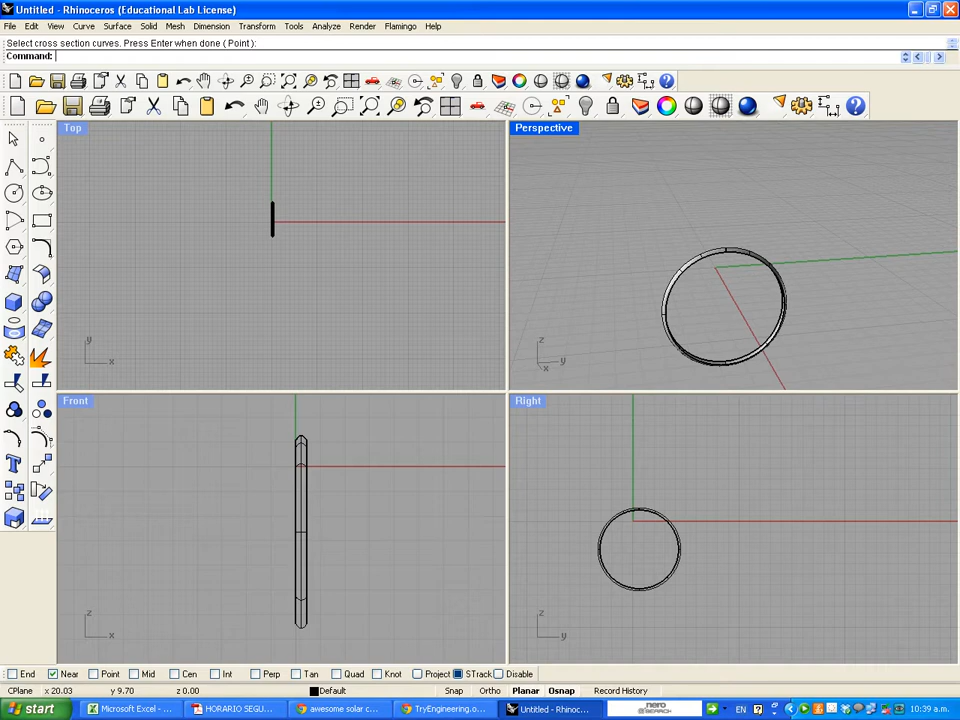 Untitled - Rhinoceros (Educational Lab License)
File Edit View Curve Surface Solid Mesh Dimension Transform Tools Analyze Render Flamingo Help
Select cross section curves. Press Enter when done ( Point ):
Command:
Top
Perspective
y
x
z
x
y
Front
Right
z
x
z
y
End Near Point Mid Cen Int Perp Tan Quad Knot Project STrack Disable
CPlane x 20.03 y 9.70 z 0.00 Default Snap Ortho Planar Osnap Record History
start Microsoft Excel - ... HORARIO SEGU... awesome solar c... TryEngineering.o... Untitled - Rhinoc... nero SEARCH EN 10:39 a.m.